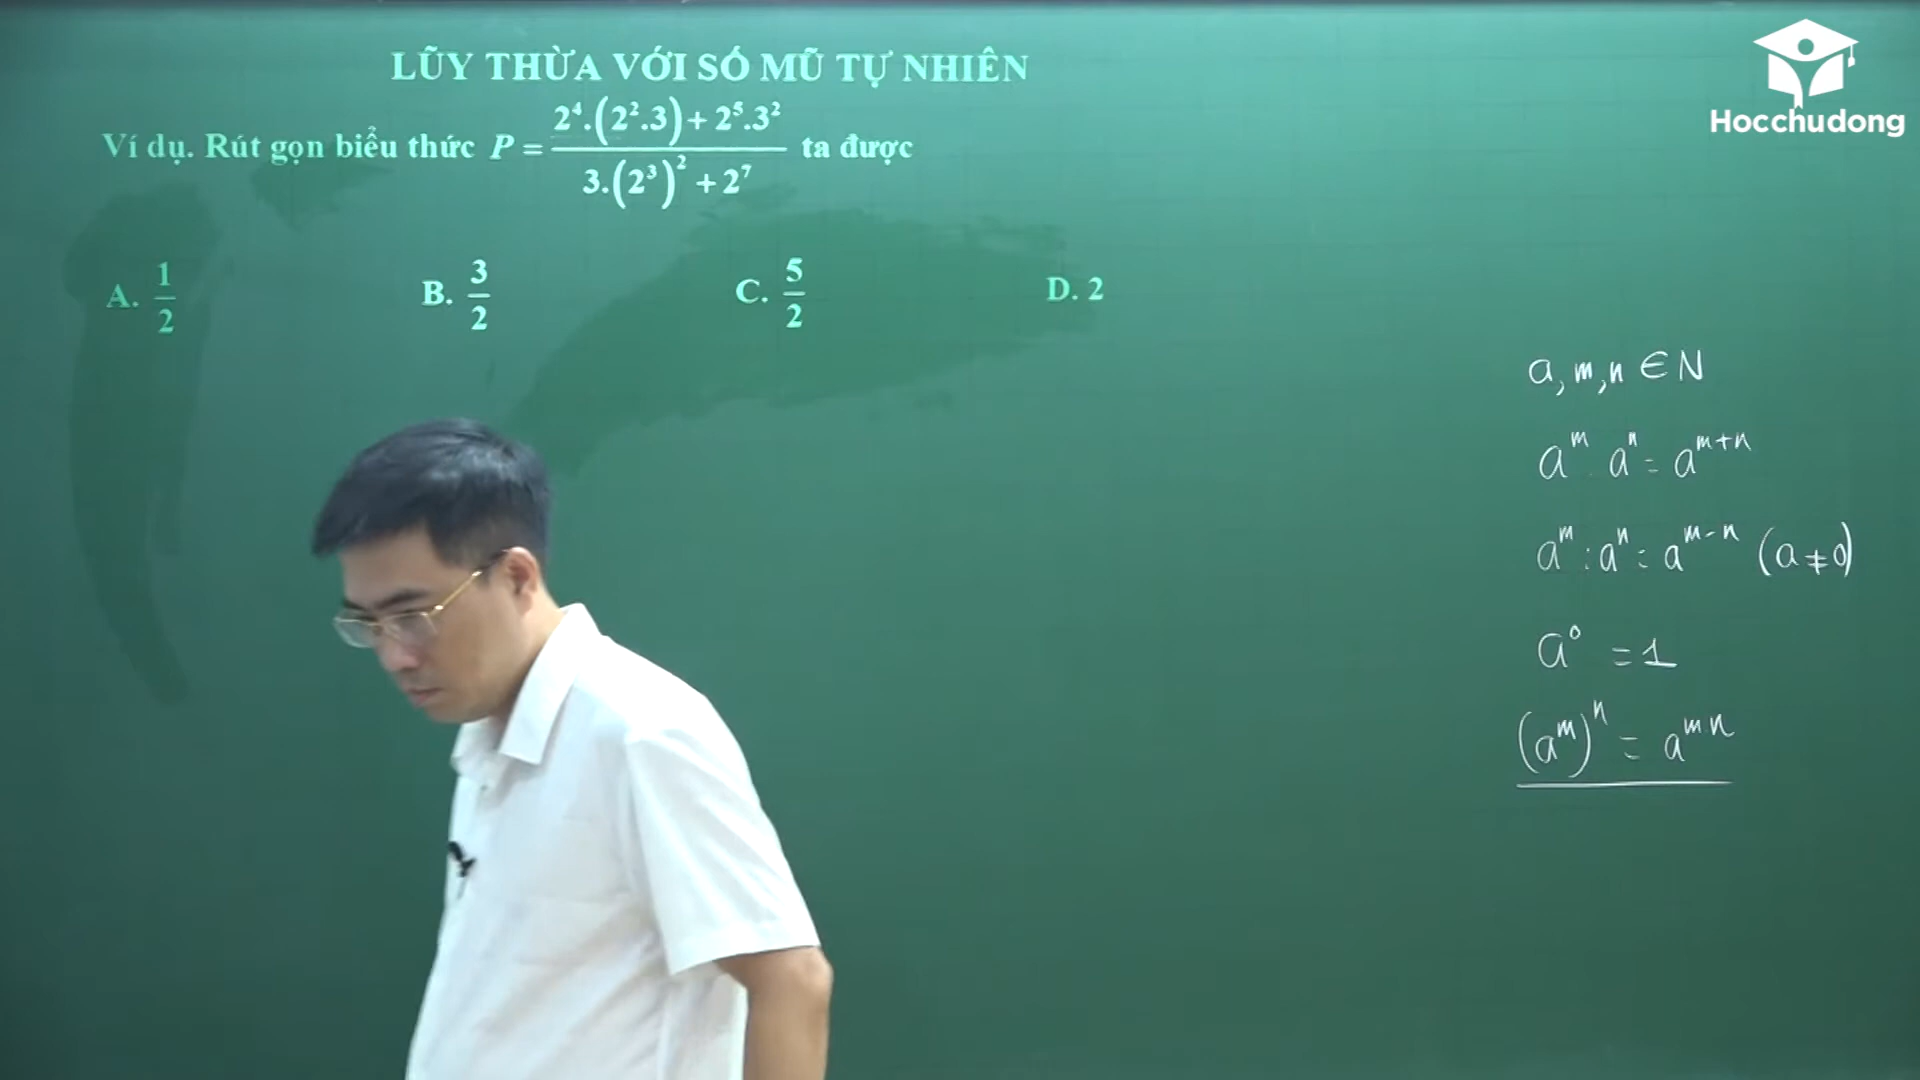 LŨY THỪA VỚI SỐ MŨ TỰ NHIÊN
Hocchudong
Ví dụ. Rút gọn biểu thức P = (2⁴.(2².3) + 2⁵.3²) / (3.(2³)² + 2⁷) ta được
A. 1/2 B. 3/2 C. 5/2 D. 2
a, m, n ∈ N
aᵐ . aⁿ = aᵐ⁺ⁿ
aᵐ : aⁿ = aᵐ⁻ⁿ (a ≠ 0)
a⁰ = 1
(aᵐ)ⁿ = aᵐ·ⁿ